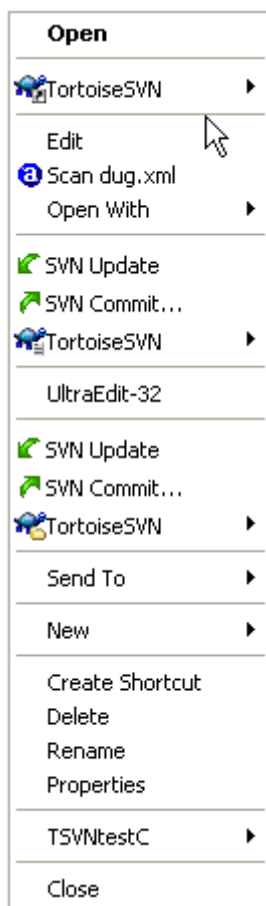 Open
TortoiseSVN
Edit
Scan dug.xml
Open With
SVN Update
SVN Commit...
TortoiseSVN
UltraEdit-32
SVN Update
SVN Commit...
TortoiseSVN
Send To
New
Create Shortcut
Delete
Rename
Properties
TSVNtestC
Close